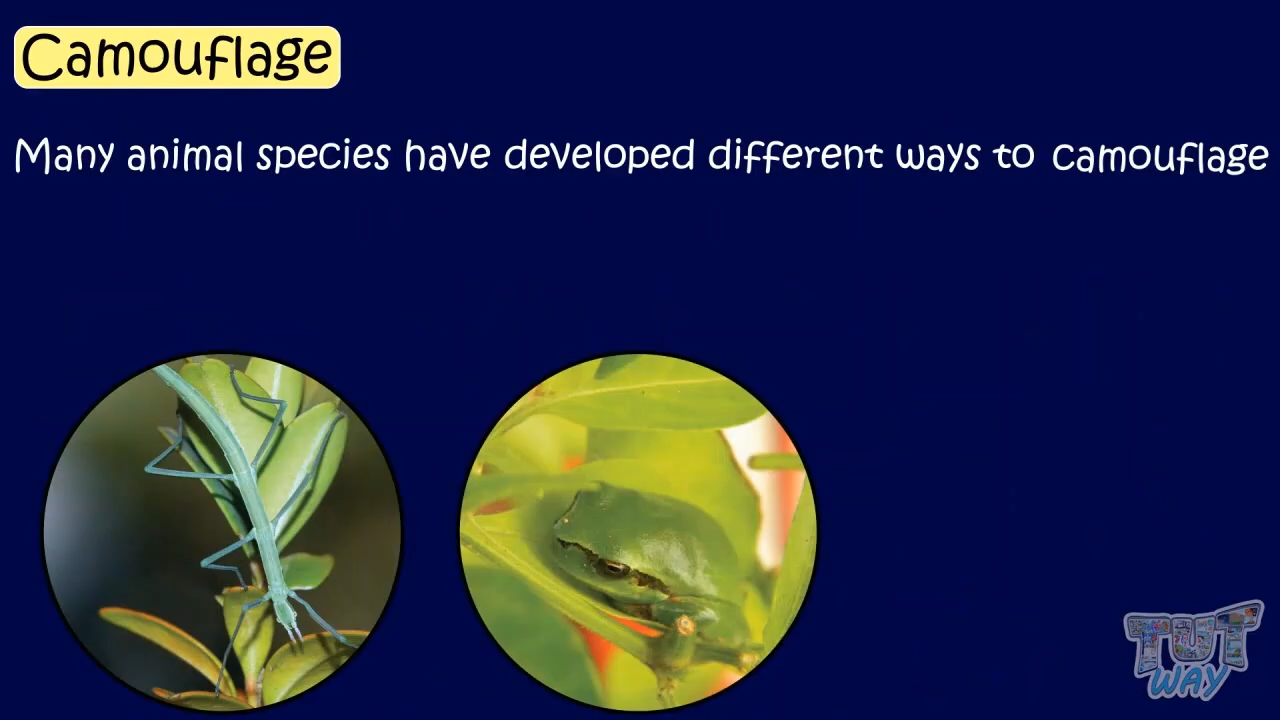 Camouflage
Many animal species have developed different ways to camouflage
TUT
WAY